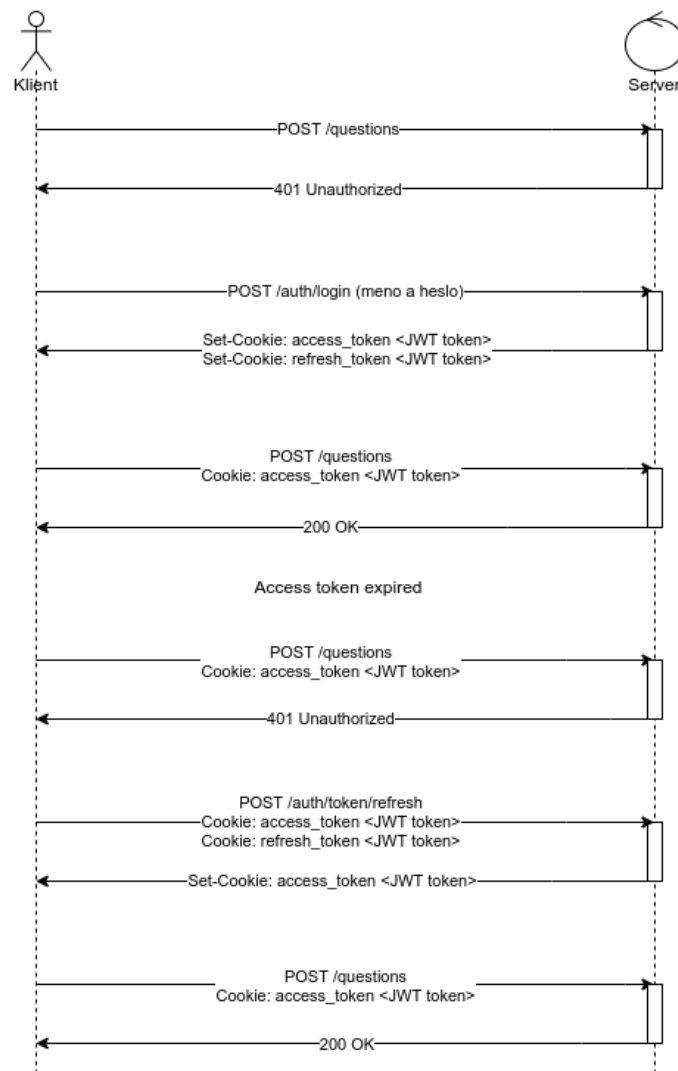 Klient
Server
POST /questions
401 Unauthorized
POST /auth/login (meno a heslo)
Set-Cookie: access_token <JWT token>
Set-Cookie: refresh_token <JWT token>
POST /questions
Cookie: access_token <JWT token>
200 OK
Access token expired
POST /questions
Cookie: access_token <JWT token>
401 Unauthorized
POST /auth/token/refresh
Cookie: access_token <JWT token>
Cookie: refresh_token <JWT token>
Set-Cookie: access_token <JWT token>
POST /questions
Cookie: access_token <JWT token>
200 OK